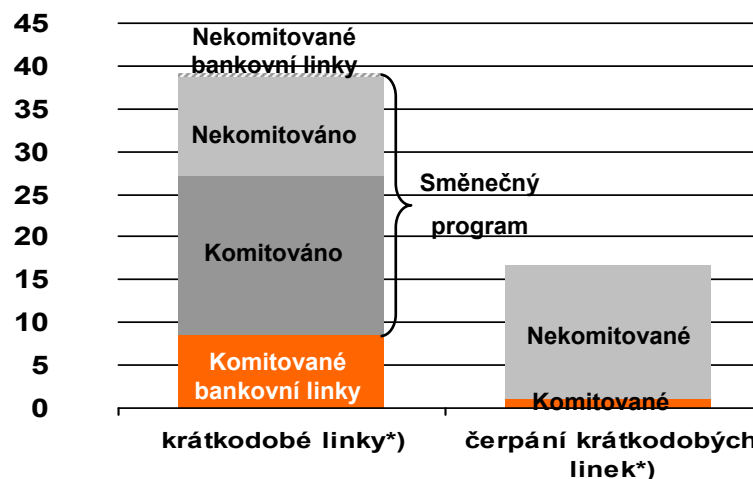 45
40
35
30
25
20
15
10
5
0
Nekomitované
bankovní linky
Nekomitováno
Komitováno
Komitované
bankovní linky
Směnečný
program
Nekomitované
Komitované
krátkodobé linky*)
čerpání krátkodobých
linek*)